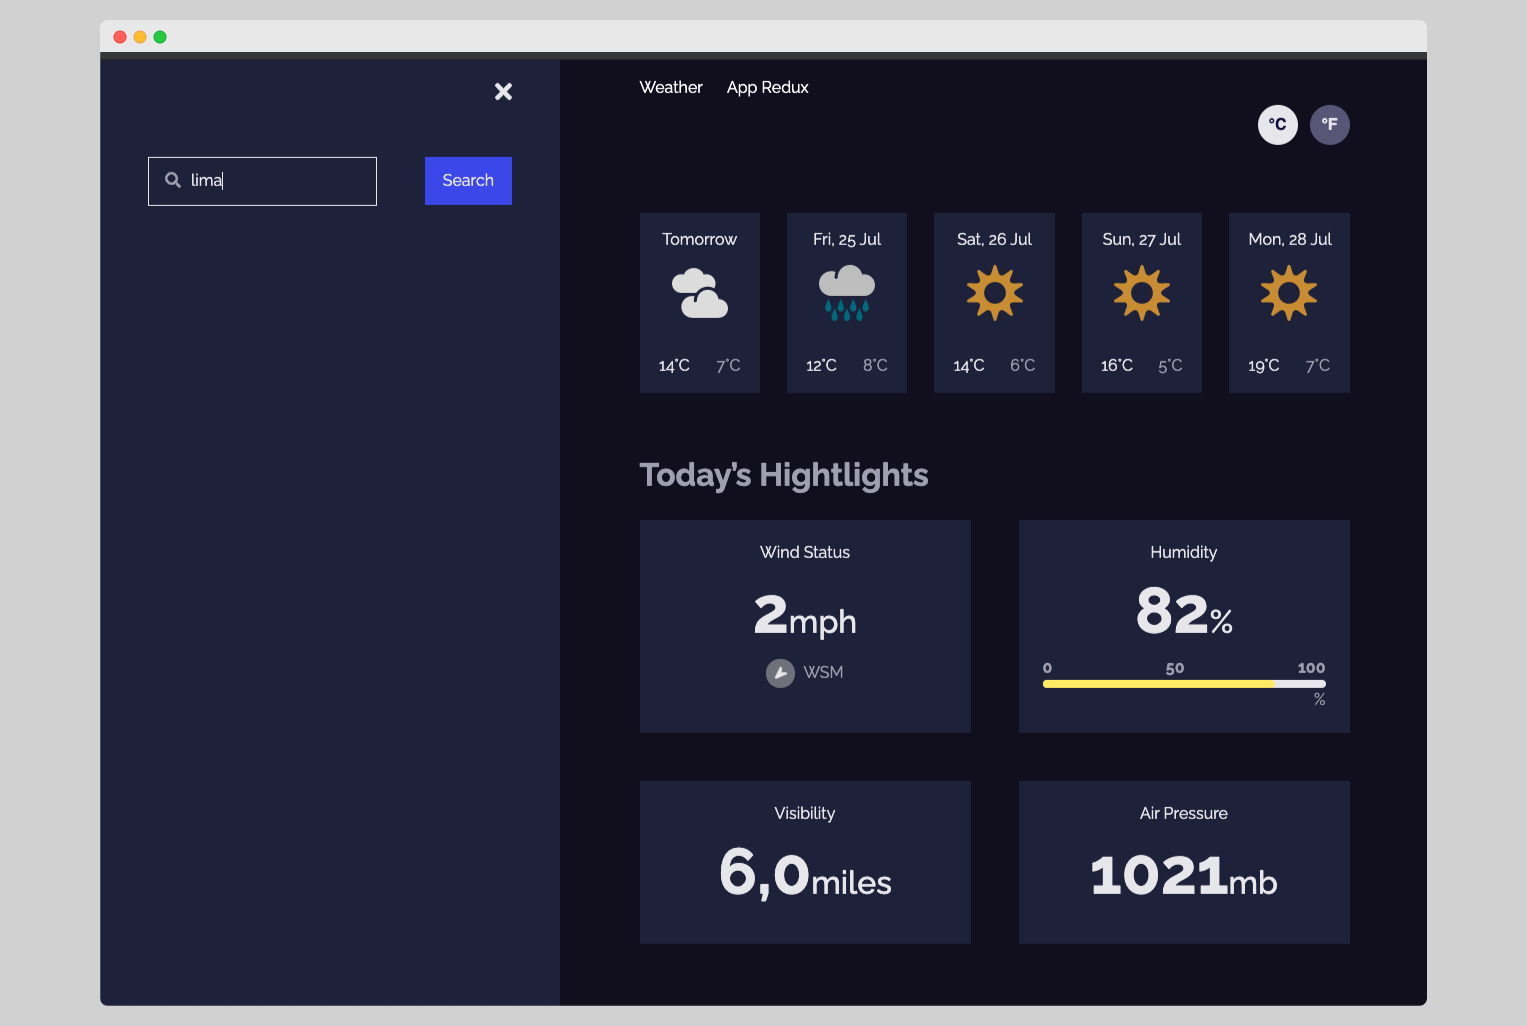 Weather App Redux
°C °F
lima
Search
Tomorrow
14°C 7°C
Fri, 25 Jul
12°C 8°C
Sat, 26 Jul
14°C 6°C
Sun, 27 Jul
16°C 5°C
Mon, 28 Jul
19°C 7°C
Today’s Hightlights
Wind Status
2mph
WSM
Humidity
82%
0 50 100
%
Visibility
6,0miles
Air Pressure
1021mb